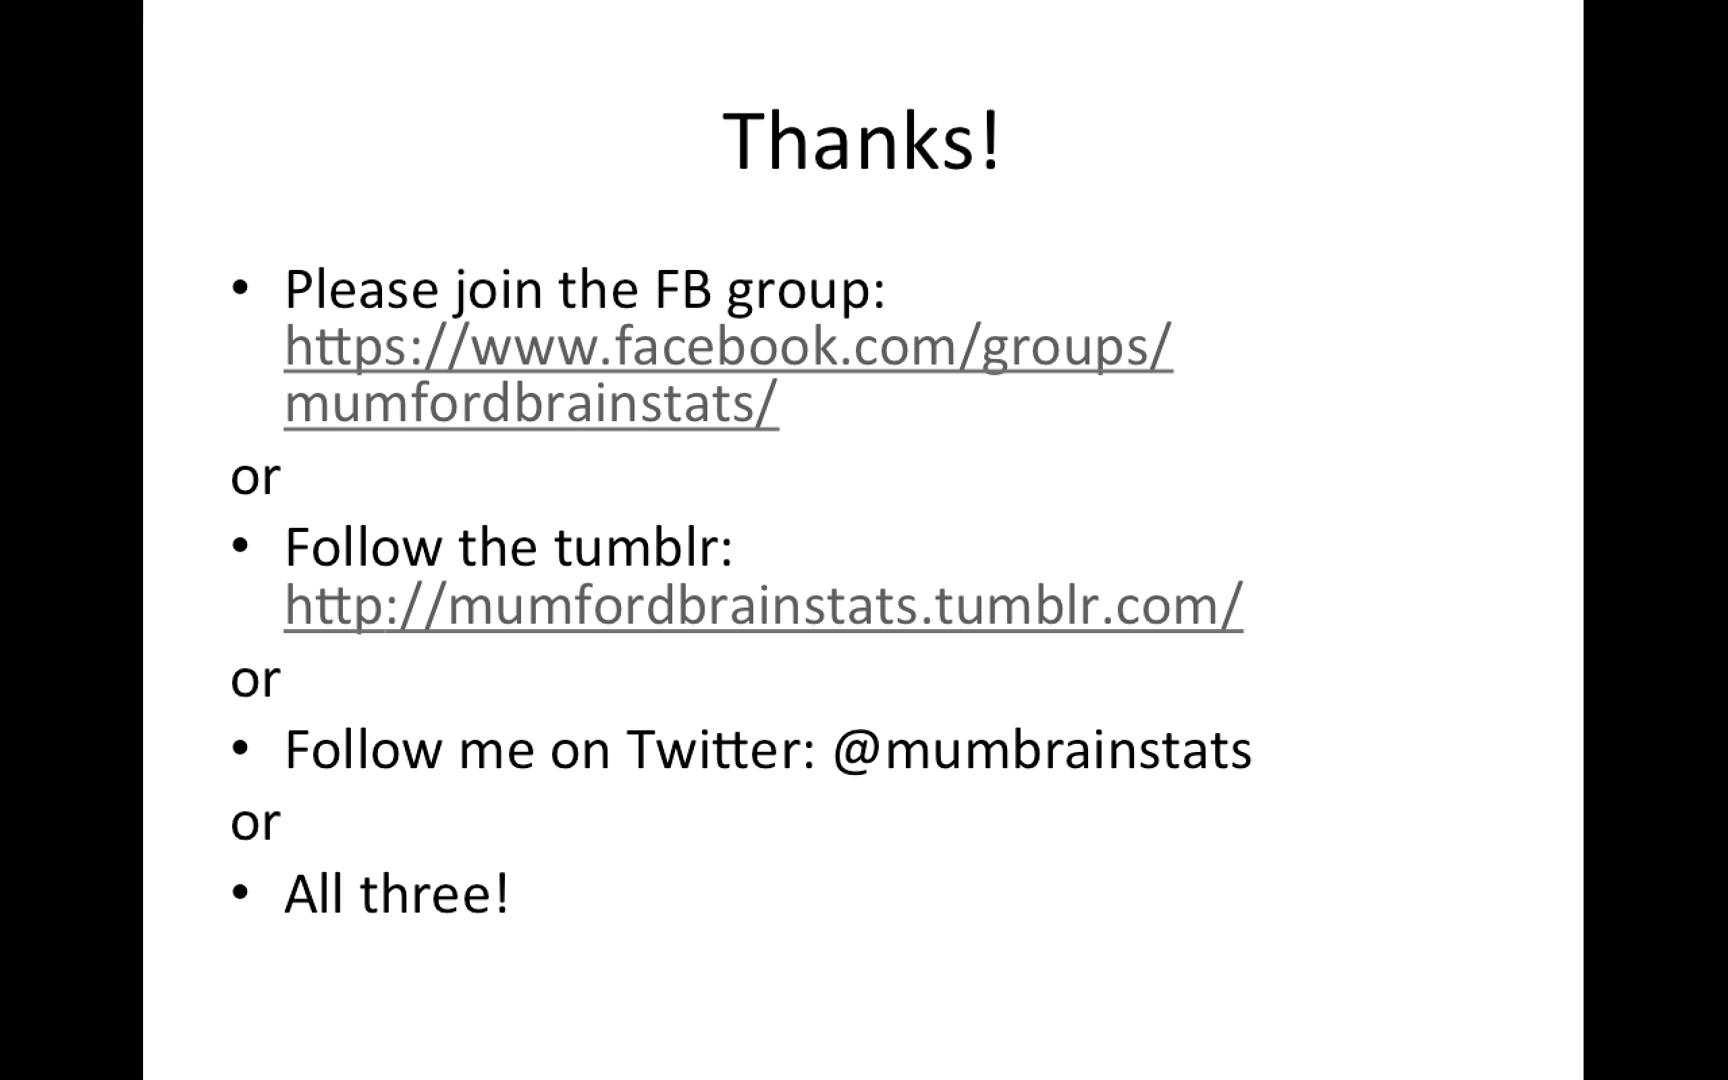 Thanks!
• Please join the FB group:
https://www.facebook.com/groups/
mumfordbrainstats/
or
• Follow the tumblr:
http://mumfordbrainstats.tumblr.com/
or
• Follow me on Twitter: @mumbrainstats
or
• All three!